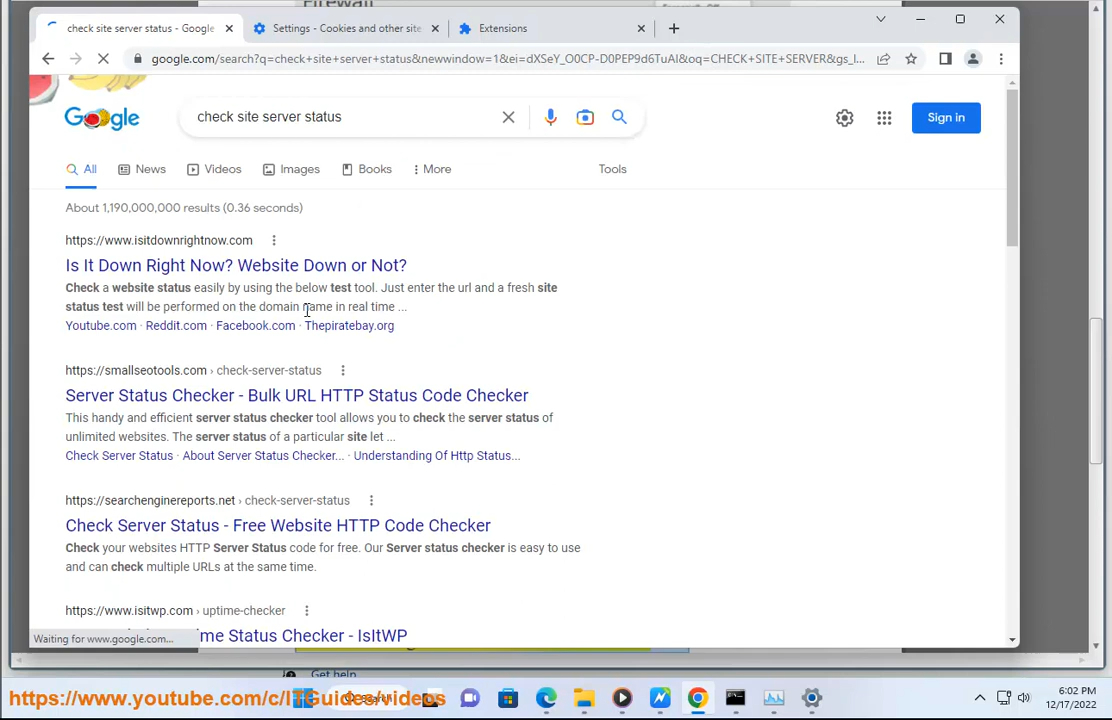 Firewall
check site server status - Google
Settings - Cookies and other site
Extensions
google.com/search?q=check+site+server+status&newwindow=1&ei=dXSeY_O0CP-D0PEP9d6TuAI&oq=CHECK+SITE+SERVER&gs_l...
Google
check site server status
Sign in
All
News
Videos
Images
Books
More
Tools
About 1,190,000,000 results (0.36 seconds)
https://www.isitdownrightnow.com
Is It Down Right Now? Website Down or Not?
Check a website status easily by using the below test tool. Just enter the url and a fresh site
status test will be performed on the domain name in real time ...
Youtube.com · Reddit.com · Facebook.com · Thepiratebay.org
https://smallseotools.com › check-server-status
Server Status Checker - Bulk URL HTTP Status Code Checker
This handy and efficient server status checker tool allows you to check the server status of
unlimited websites. The server status of a particular site let ...
Check Server Status · About Server Status Checker... · Understanding Of Http Status...
https://searchenginereports.net › check-server-status
Check Server Status - Free Website HTTP Code Checker
Check your websites HTTP Server Status code for free. Our Server status checker is easy to use
and can check multiple URLs at the same time.
https://www.isitwp.com › uptime-checker
Status Checker - IsItWP
Waiting for www.google.com...
Get help
https://www.youtube.com/c/ITGuides/videos
6:02 PM
12/17/2022